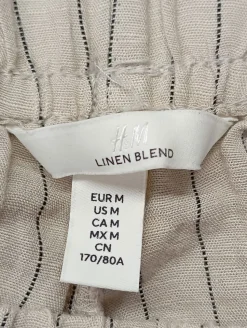 H&M
LINEN BLEND
EUR M
US M
CA M
MX M
CN
170/80A